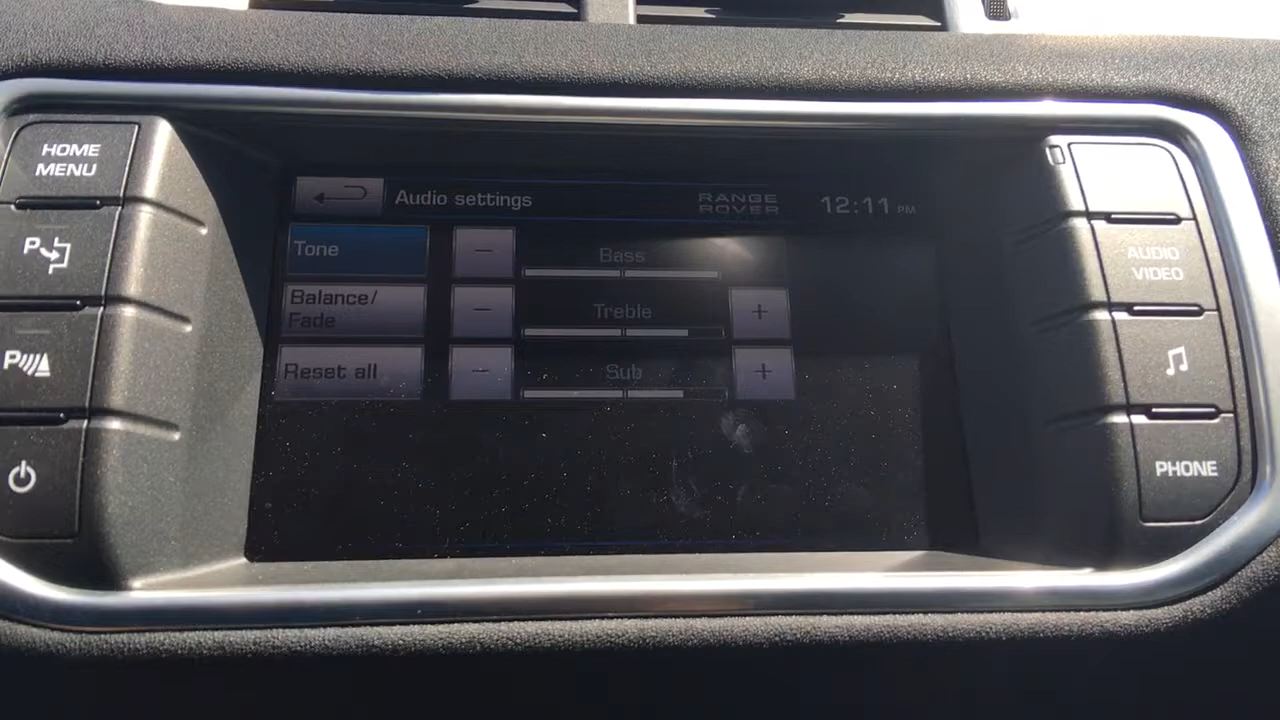 HOME
MENU
P
P
Audio settings
RANGE
ROVER
12:11 PM
Tone
Balance/
Fade
Reset all
− Bass
− Treble +
− Sub +
AUDIO
VIDEO
PHONE